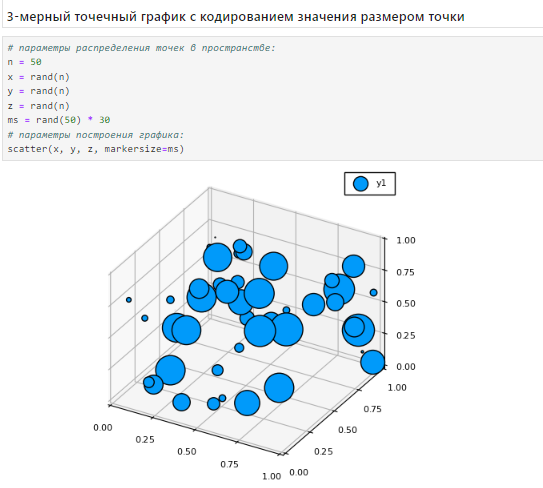 3-мерный точечный график с кодированием значения размером точки
# параметры распределения точек в пространстве:
n = 50
x = rand(n)
y = rand(n)
z = rand(n)
ms = rand(50) * 30
# параметры построения графика:
scatter(x, y, z, markersize=ms)
y1
1.00
0.75
0.50
0.25
0.00
1.00
0.75
0.50
0.25
0.00
0.00
0.25
0.50
0.75
1.00